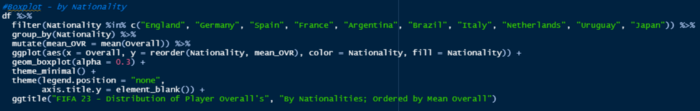 #Boxplot - by Nationality
df %>%
filter(Nationality %in% c("England", "Germany", "Spain", "France", "Argentina", "Brazil", "Italy", "Netherlands", "Uruguay", "Japan")) %>%
group_by(Nationality) %>%
mutate(mean_OVR = mean(Overall)) %>%
ggplot(aes(x = Overall, y = reorder(Nationality, mean_OVR), color = Nationality, fill = Nationality)) +
geom_boxplot(alpha = 0.3) +
theme_minimal() +
theme(legend.position = "none",
axis.title.y = element_blank()) +
ggtitle("FIFA 23 - Distribution of Player Overall's", "By Nationalities; Ordered by Mean Overall")